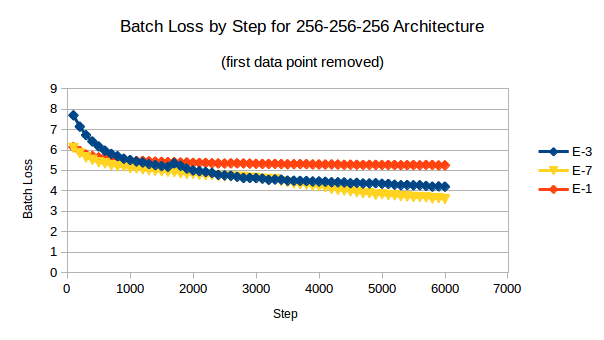 Batch Loss by Step for 256-256-256 Architecture
(first data point removed)
9
8
7
6
5
4
3
2
1
0
Batch Loss
0 1000 2000 3000 4000 5000 6000 7000
Step
E-3
E-7
E-1